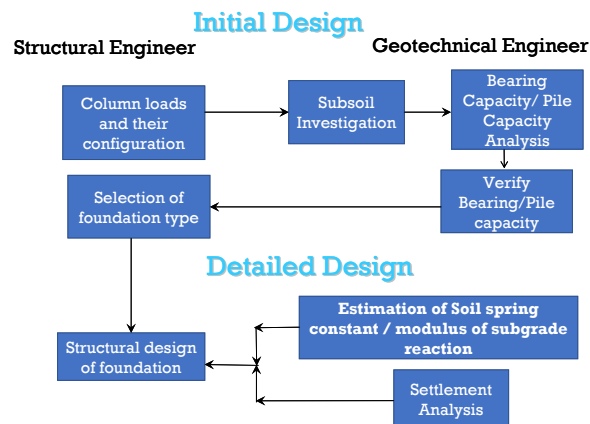 Initial Design
Structural Engineer
Geotechnical Engineer
Column loads
and their
configuration
Subsoil
Investigation
Bearing
Capacity/ Pile
Capacity
Analysis
Selection of
foundation type
Verify
Bearing/Pile
capacity
Detailed Design
Estimation of Soil spring
constant / modulus of subgrade
reaction
Structural design
of foundation
Settlement
Analysis